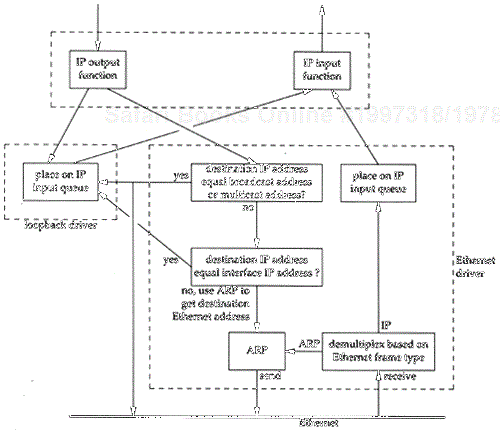 IP output
function
IP input
function
Safari Books Online #1997318/1978
place on IP
input queue
loopback driver
yes
destination IP address
equal broadcast address
or multicast address?
place on IP
input queue
no
yes
destination IP address
equal interface IP address ?
Ethernet
driver
no, use ARP to
get destination
Ethernet address
IP
ARP
ARP
demultiplex based on
Ethernet frame type
send
receive
Ethernet